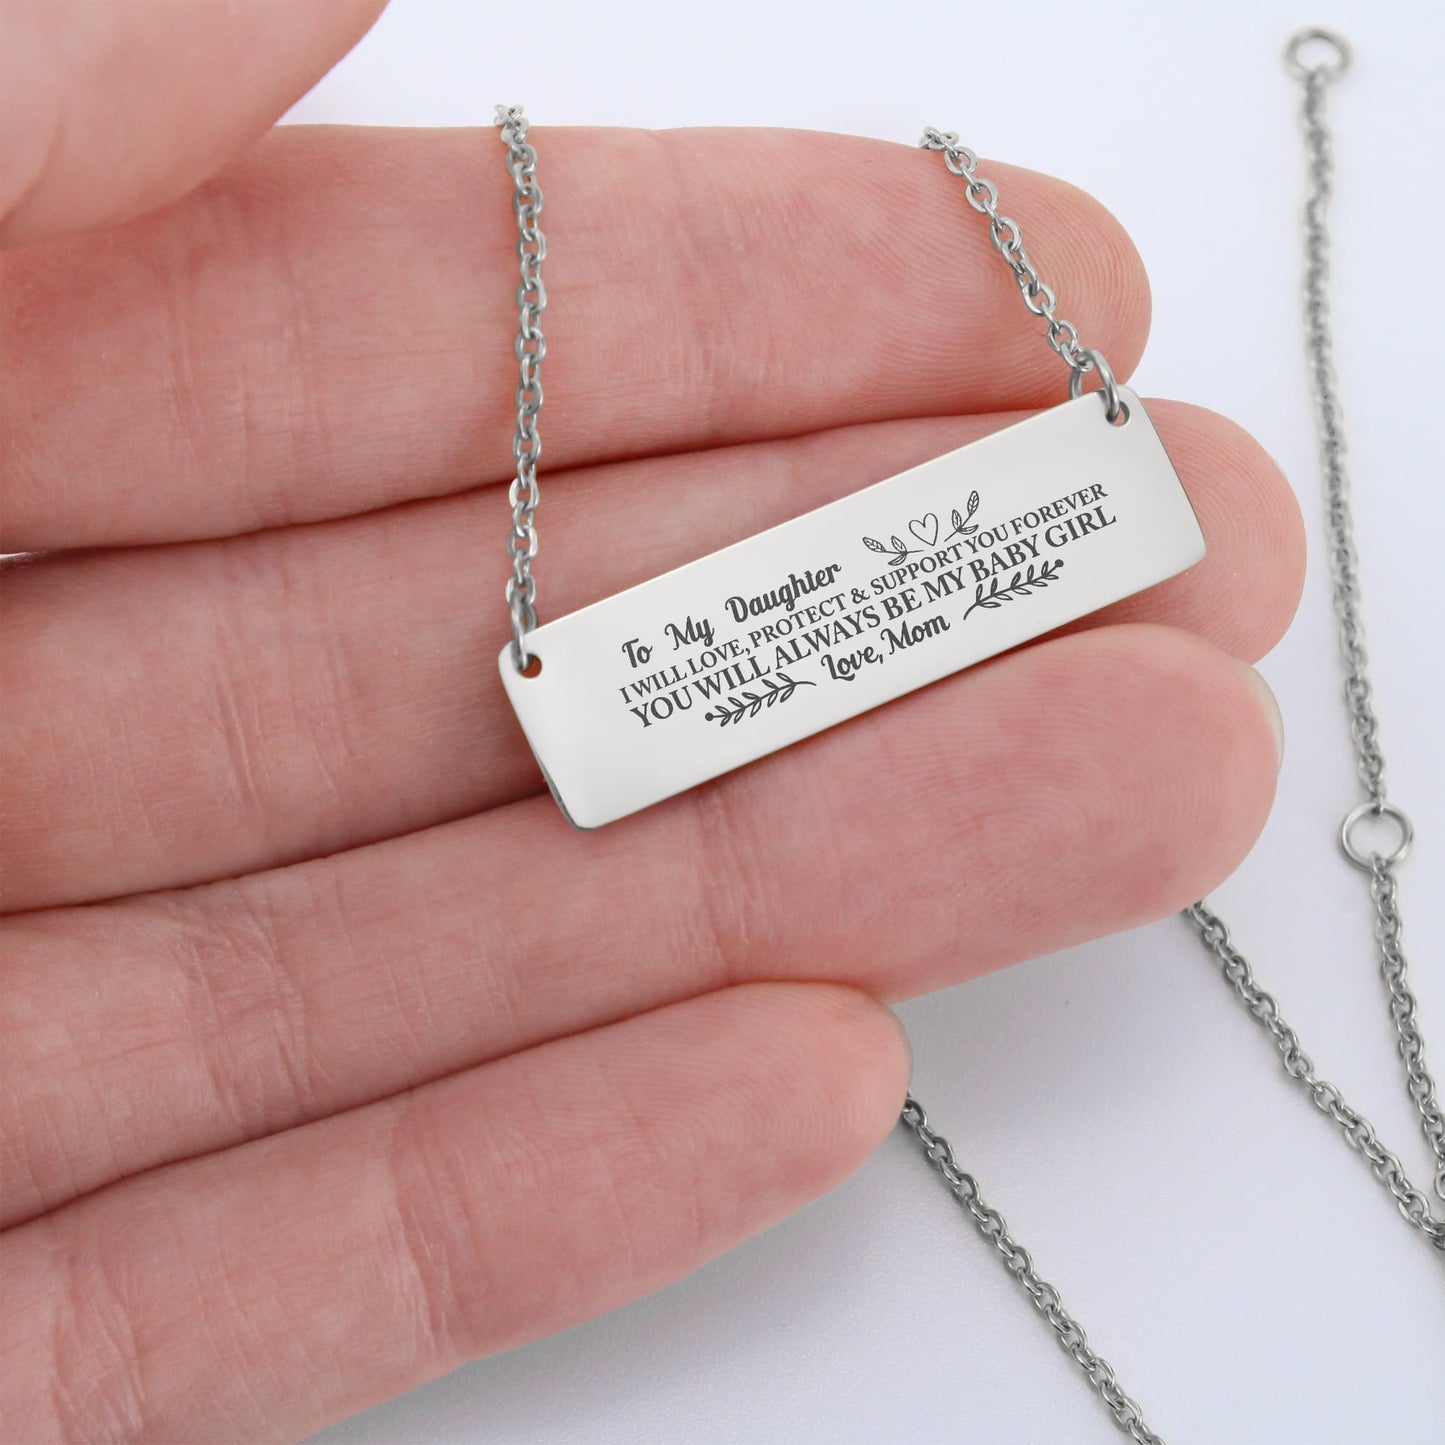 To My Daughter
I WILL LOVE, PROTECT & SUPPORT YOU FOREVER
YOU WILL ALWAYS BE MY BABY GIRL
Love, Mom